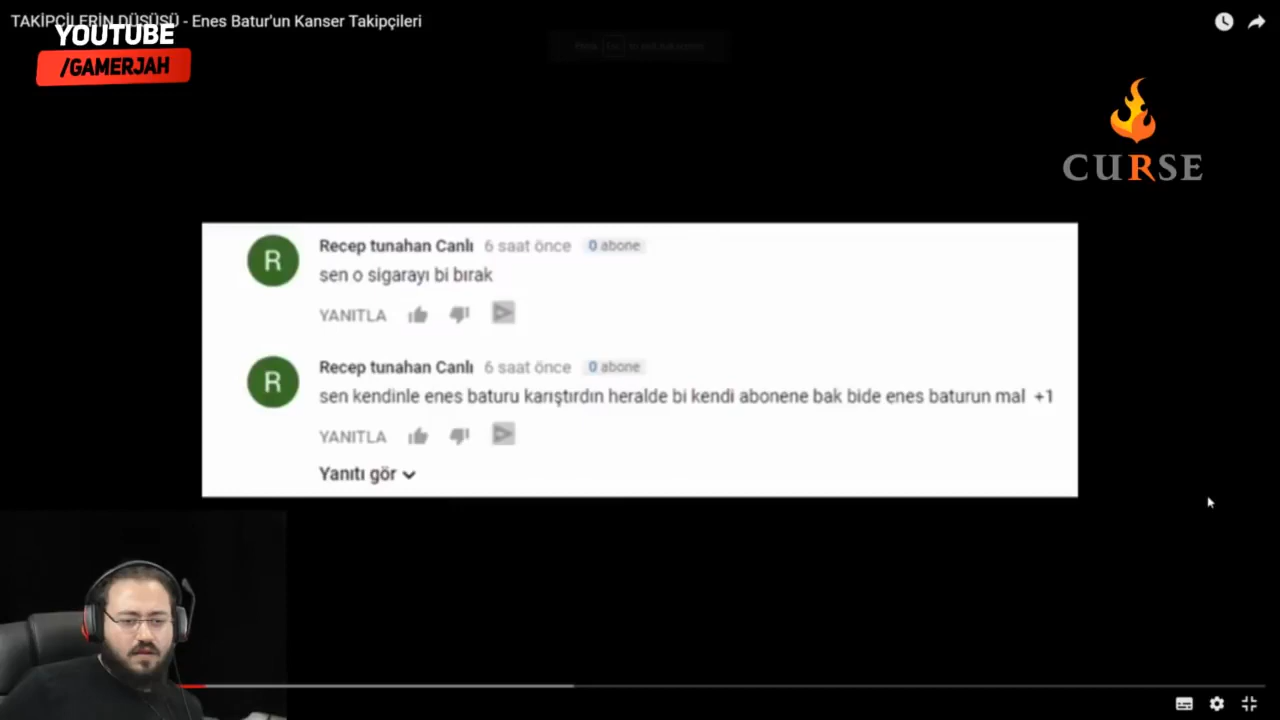 TAKİPÇİLERİN DÜŞÜŞÜ - Enes Batur'un Kanser Takipçileri
YOUTUBE
/GAMERJAH
CURSE
R
Recep tunahan Canlı 6 saat önce 0 abone
sen o sigarayı bi bırak
YANITLA
R
Recep tunahan Canlı 6 saat önce 0 abone
sen kendinle enes baturu karıştırdın heralde bi kendi abonene bak bide enes baturun mal +1
YANITLA
Yanıtı gör